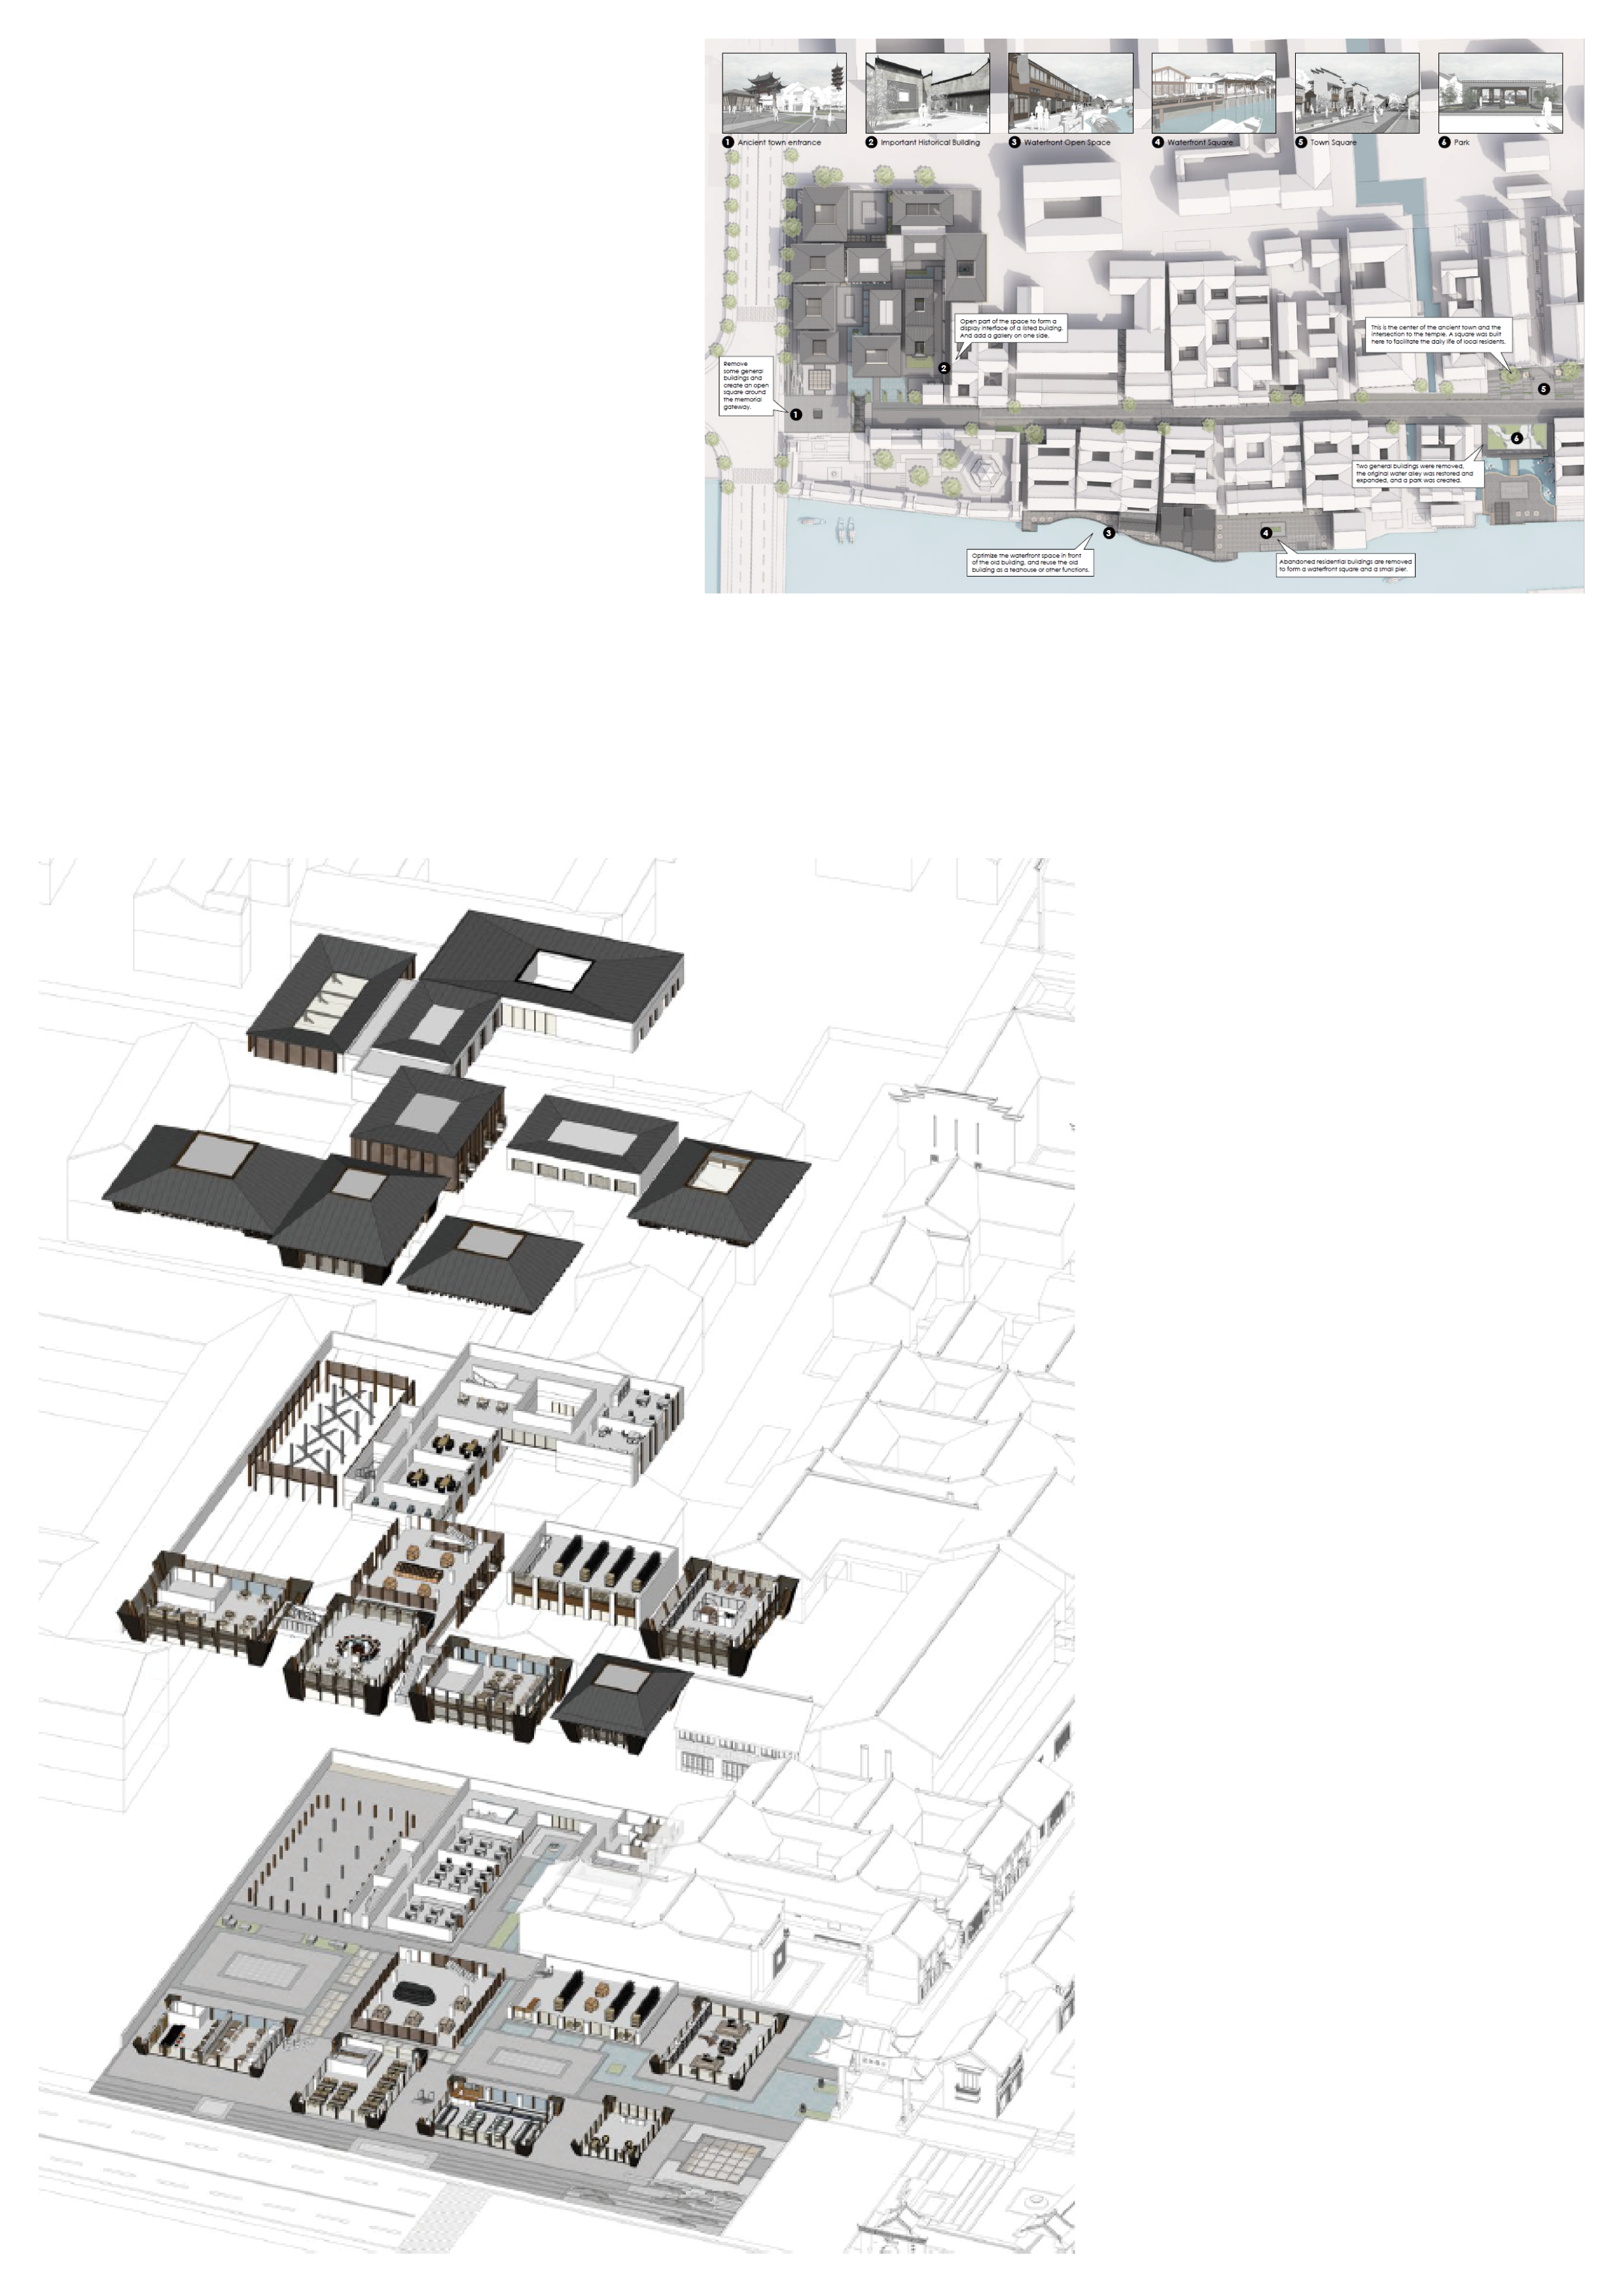 1 Ancient town entrance
2 Important Historical Building
3 Waterfront Open Space
4 Waterfront Square
5 Town Square
6 Park
Open part of the space to form a
display interface of a listed building.
And add a gallery on one side.
2
This is the center of the ancient town and the
intersection to the temple. A square was built
here to facilitate the daily life of local residents.
5
Remove
some general
buildings and
create an open
square around
the memorial
gateway.
1
6
Two general buildings were removed,
the original water alley was restored and
expanded, and a park was created.
3
Optimize the waterfront space in front
of the old building, and reuse the old
building as a teahouse or other functions.
4
Abandoned residential buildings are removed
to form a waterfront square and a small pier.